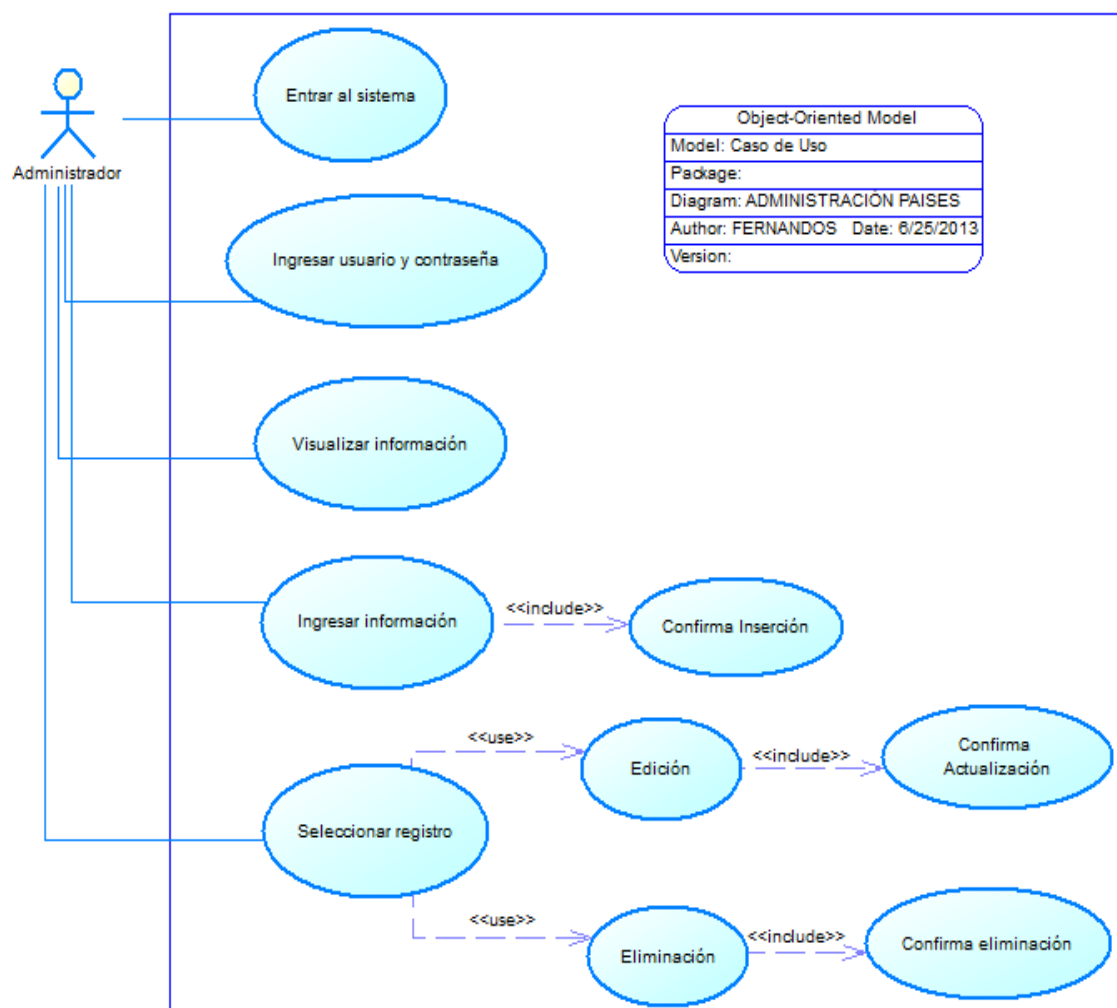 Entrar al sistema
Administrador
Object-Oriented Model
Model: Caso de Uso
Package:
Diagram: ADMINISTRACIÓN PAISES
Author: FERNANDOS   Date: 6/25/2013
Version:
Ingresar usuario y contraseña
Visualizar información
Ingresar información
<<include>>
Confirma Inserción
Seleccionar registro
<<use>>
Edición
<<include>>
Confirma
Actualización
<<use>>
Eliminación
<<include>>
Confirma eliminación